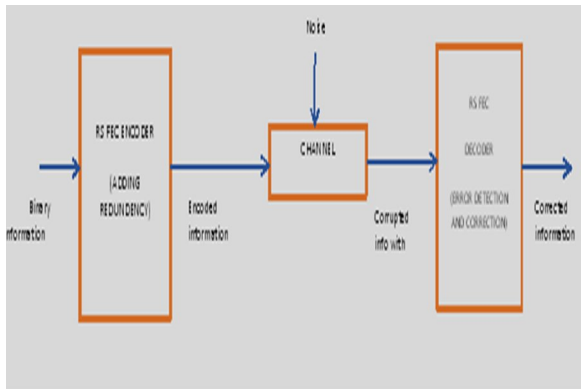 Noise
RS FEC ENCODER
(ADDING
REDUNDENCY)
CHANNEL
RS FEC
DECODER
(ERROR DETECTION
AND CORRECTION)
Binary
nformation
Encoded
information
Corrupted
info with
Corrected
information